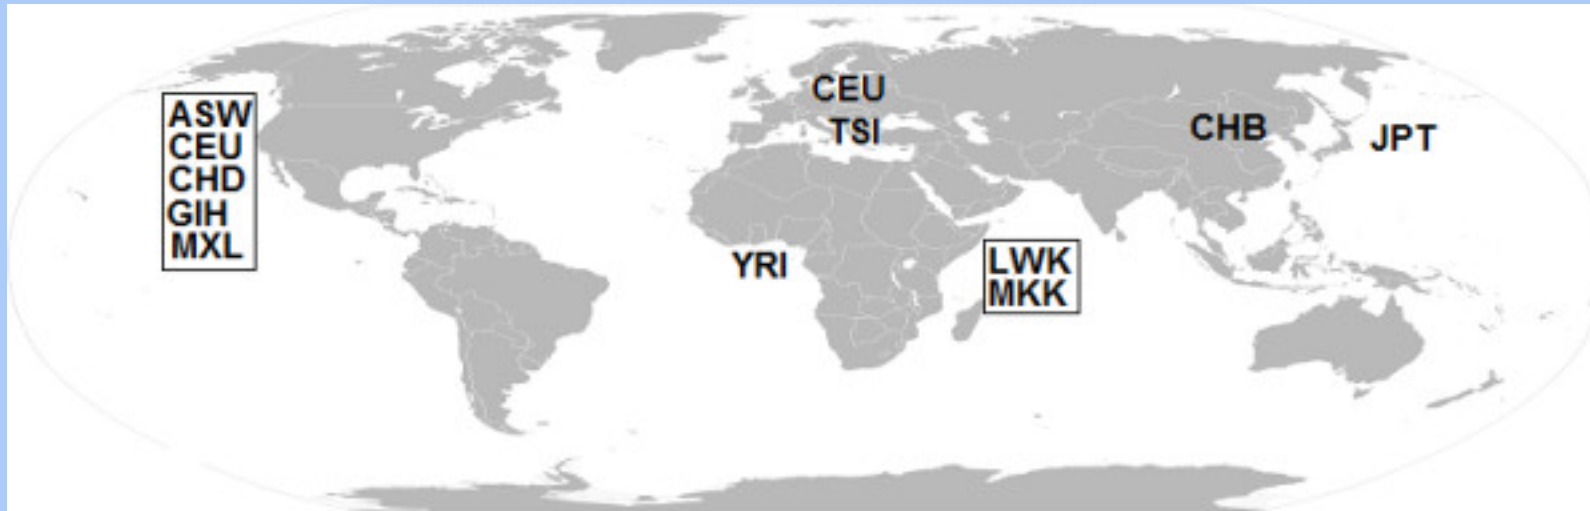 ASW
CEU
CHD
GIH
MXL
CEU
TSI
YRI
LWK
MKK
CHB
JPT